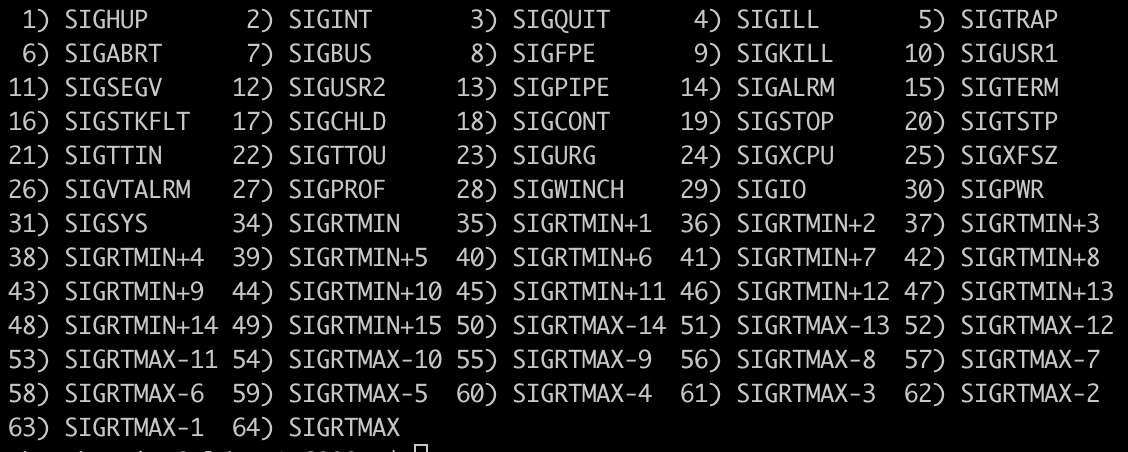 1) SIGHUP 2) SIGINT 3) SIGQUIT 4) SIGILL 5) SIGTRAP
6) SIGABRT 7) SIGBUS 8) SIGFPE 9) SIGKILL 10) SIGUSR1
11) SIGSEGV 12) SIGUSR2 13) SIGPIPE 14) SIGALRM 15) SIGTERM
16) SIGSTKFLT 17) SIGCHLD 18) SIGCONT 19) SIGSTOP 20) SIGTSTP
21) SIGTTIN 22) SIGTTOU 23) SIGURG 24) SIGXCPU 25) SIGXFSZ
26) SIGVTALRM 27) SIGPROF 28) SIGWINCH 29) SIGIO 30) SIGPWR
31) SIGSYS 34) SIGRTMIN 35) SIGRTMIN+1 36) SIGRTMIN+2 37) SIGRTMIN+3
38) SIGRTMIN+4 39) SIGRTMIN+5 40) SIGRTMIN+6 41) SIGRTMIN+7 42) SIGRTMIN+8
43) SIGRTMIN+9 44) SIGRTMIN+10 45) SIGRTMIN+11 46) SIGRTMIN+12 47) SIGRTMIN+13
48) SIGRTMIN+14 49) SIGRTMIN+15 50) SIGRTMAX-14 51) SIGRTMAX-13 52) SIGRTMAX-12
53) SIGRTMAX-11 54) SIGRTMAX-10 55) SIGRTMAX-9 56) SIGRTMAX-8 57) SIGRTMAX-7
58) SIGRTMAX-6 59) SIGRTMAX-5 60) SIGRTMAX-4 61) SIGRTMAX-3 62) SIGRTMAX-2
63) SIGRTMAX-1 64) SIGRTMAX